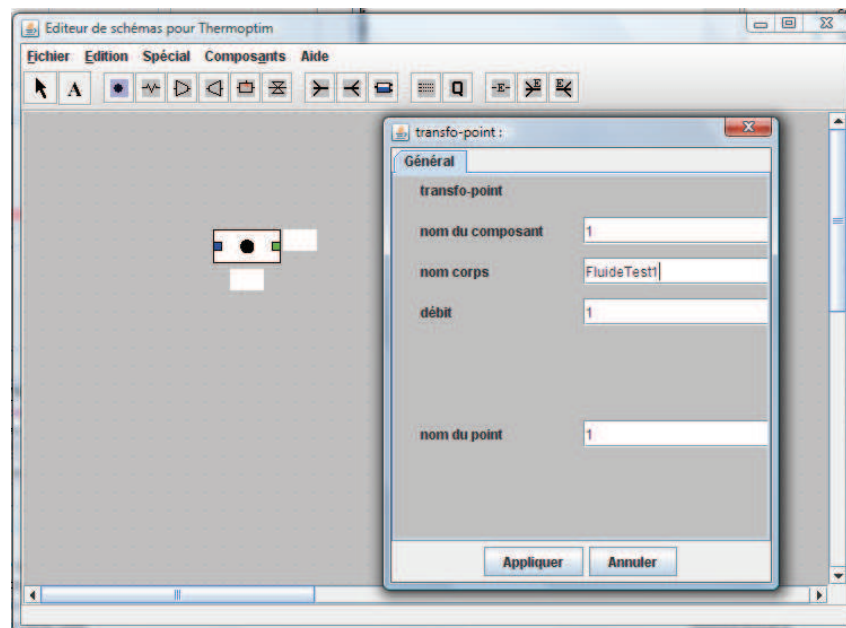 Editeur de schémas pour Thermoptim
Fichier Edition Spécial Composants Aide
A Q -E- E E
transfo-point :
Général
transfo-point
nom du composant 1
nom corps FluideTest1
débit 1
nom du point 1
Appliquer Annuler